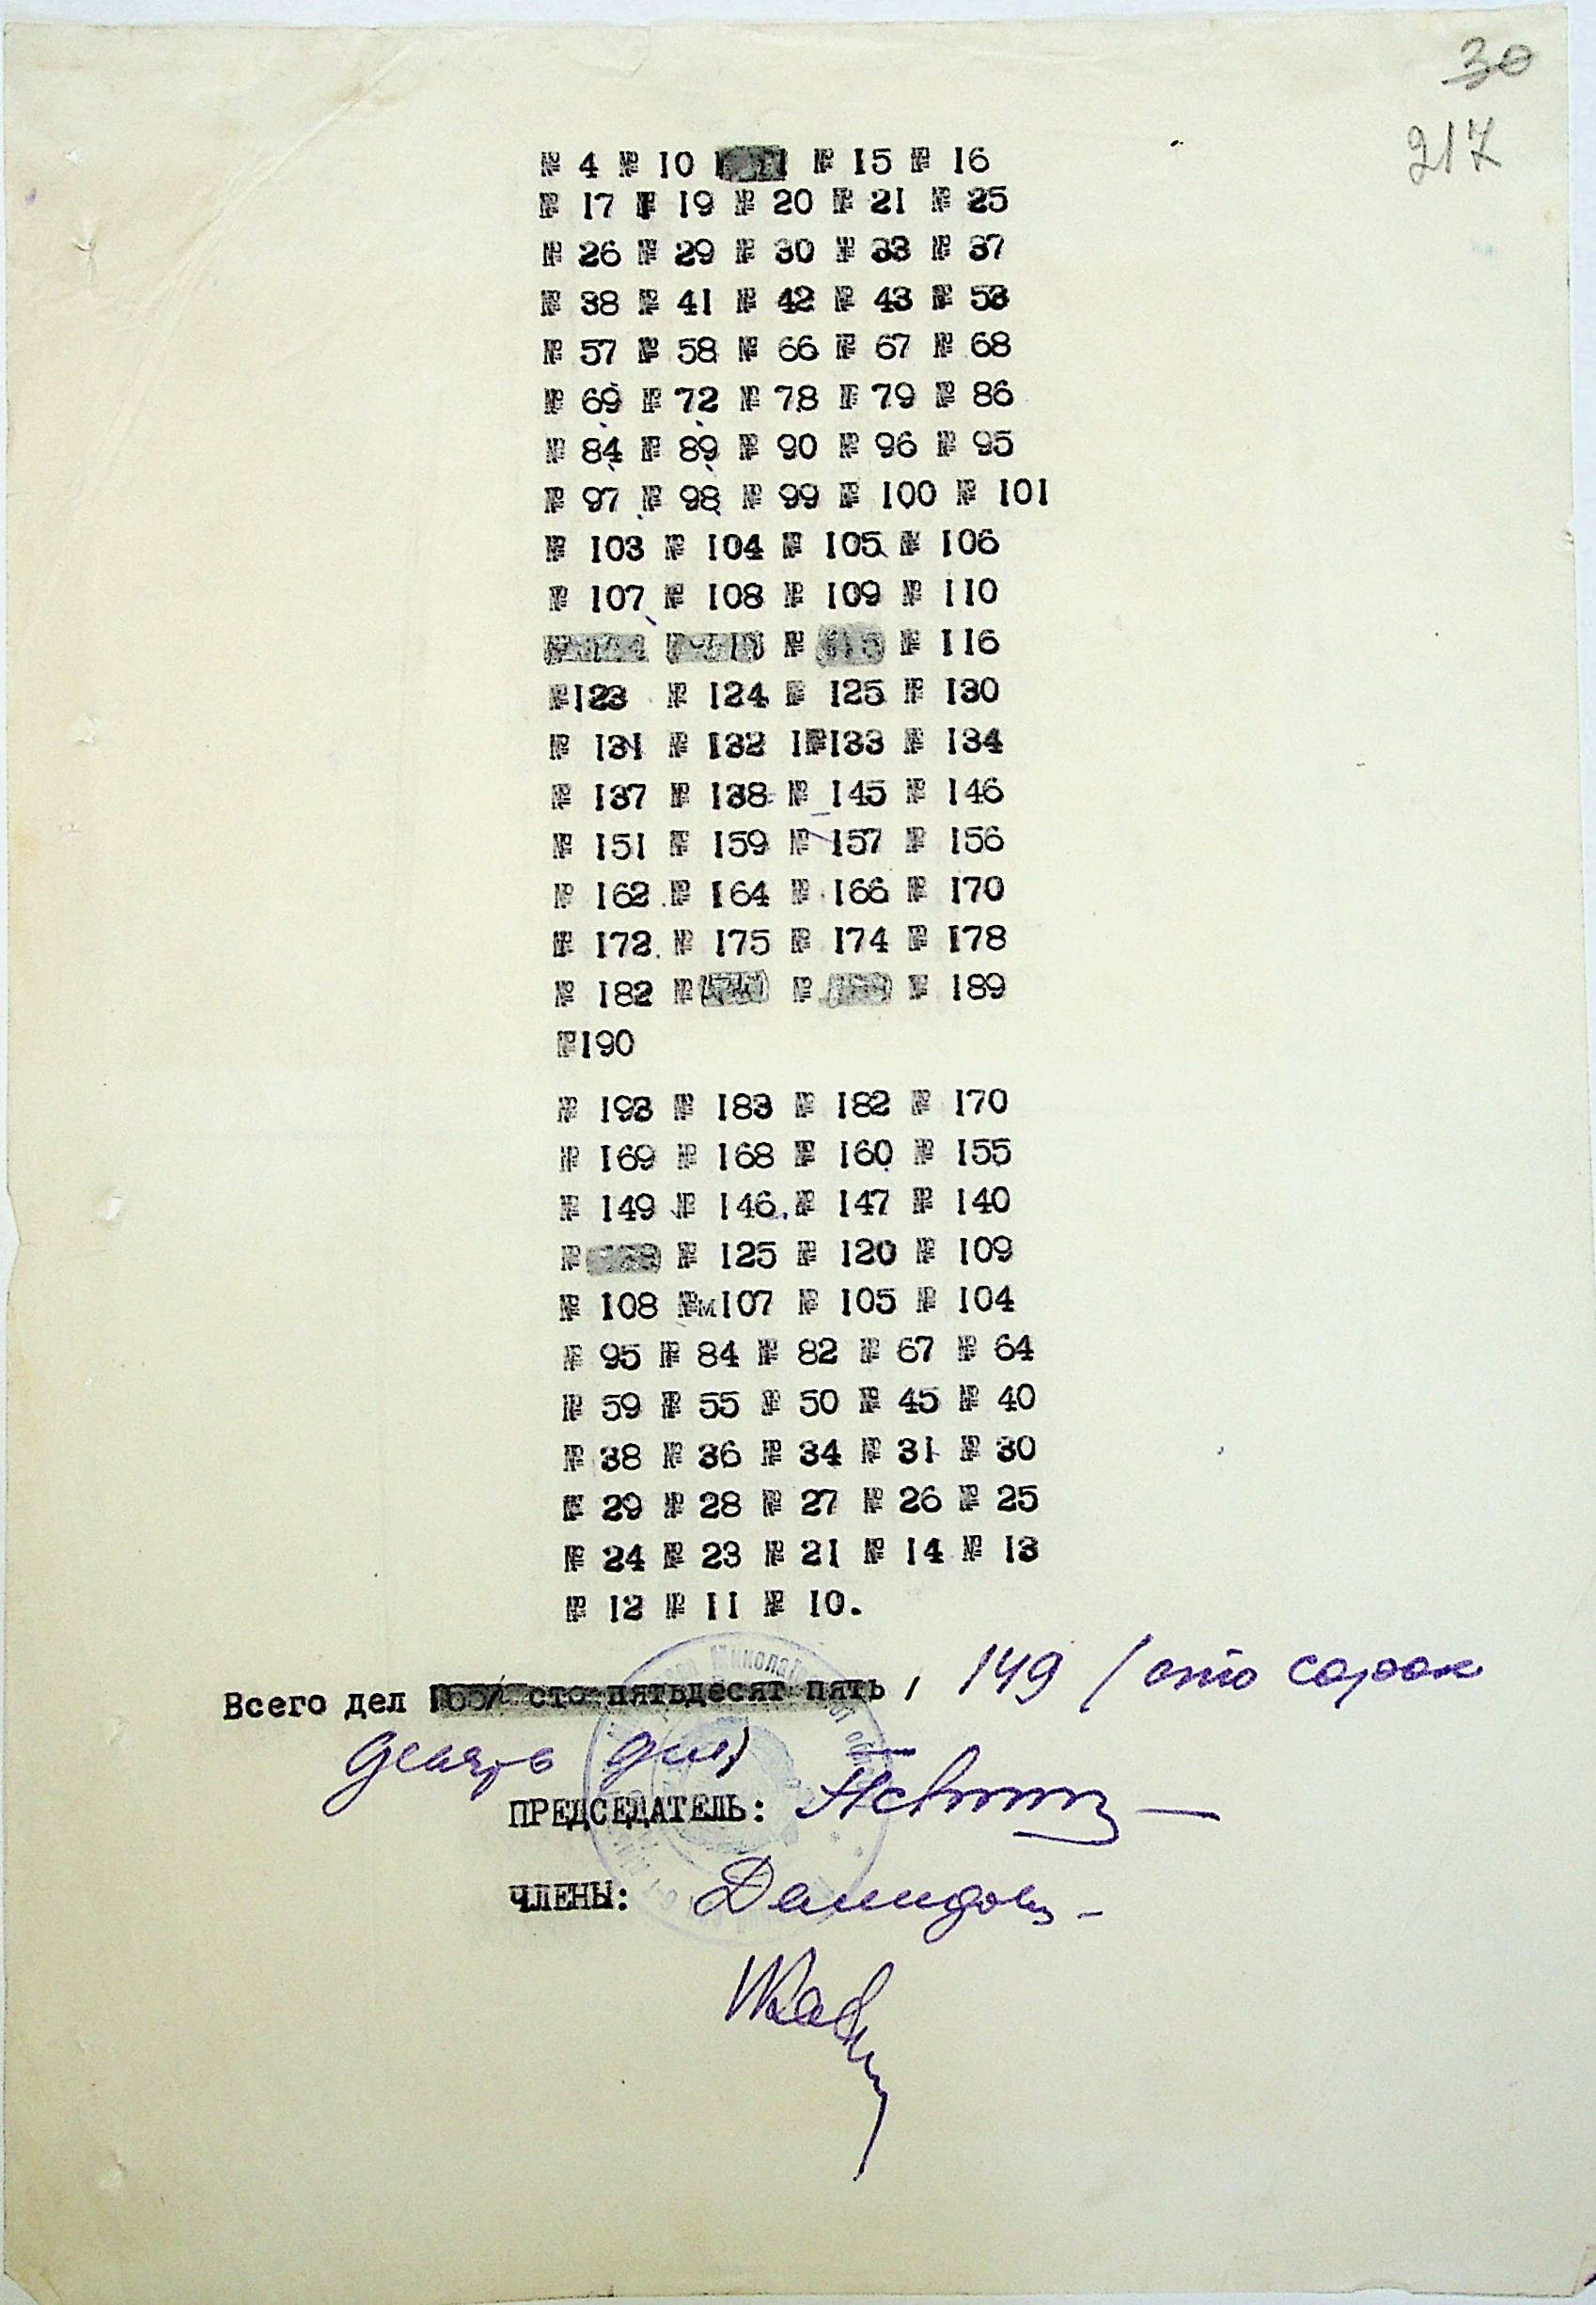 30
217
№ 4 № 10 № 15 № 16
№ 17 № 19 № 20 № 21 № 25
№ 26 № 29 № 30 № 33 № 37
№ 38 № 41 № 42 № 43 № 53
№ 57 № 58 № 66 № 67 № 68
№ 69 № 72 № 78 № 79 № 86
№ 84 № 89 № 90 № 96 № 95
№ 97 № 98 № 99 № 100 № 101
№ 103 № 104 № 105 № 106
№ 107 № 108 № 109 № 110
№ № № 116
№123 № 124 № 125 № 130
№ 131 № 132 №133 № 134
№ 137 № 138 № 145 № 146
№ 151 № 159 № 157 № 156
№ 162 № 164 № 166 № 170
№ 172 № 175 № 174 № 178
№ 182 № № № 189
№190
№ 193 № 183 № 182 № 170
№ 169 № 168 № 160 № 155
№ 149 № 146 № 147 № 140
№ № 125 № 120 № 109
№ 108 №м107 № 105 № 104
№ 95 № 84 № 82 № 67 № 64
№ 59 № 55 № 50 № 45 № 40
№ 38 № 36 № 34 № 31 № 30
№ 29 № 28 № 27 № 26 № 25
№ 24 № 23 № 21 № 14 № 13
№ 12 № 11 № 10.
Всего дел сто пятьдесят пять, 149 / сто сорок
девять дел)
ПРЕДСЕДАТЕЛЬ:
ЧЛЕНЫ: